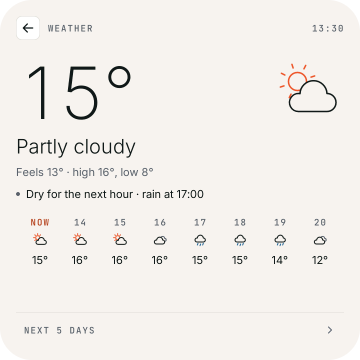 WEATHER 13:30
15°
Partly cloudy
Feels 13° · high 16°, low 8°
• Dry for the next hour · rain at 17:00
NOW 14 15 16 17 18 19 20
15° 16° 16° 16° 15° 15° 14° 12°
NEXT 5 DAYS